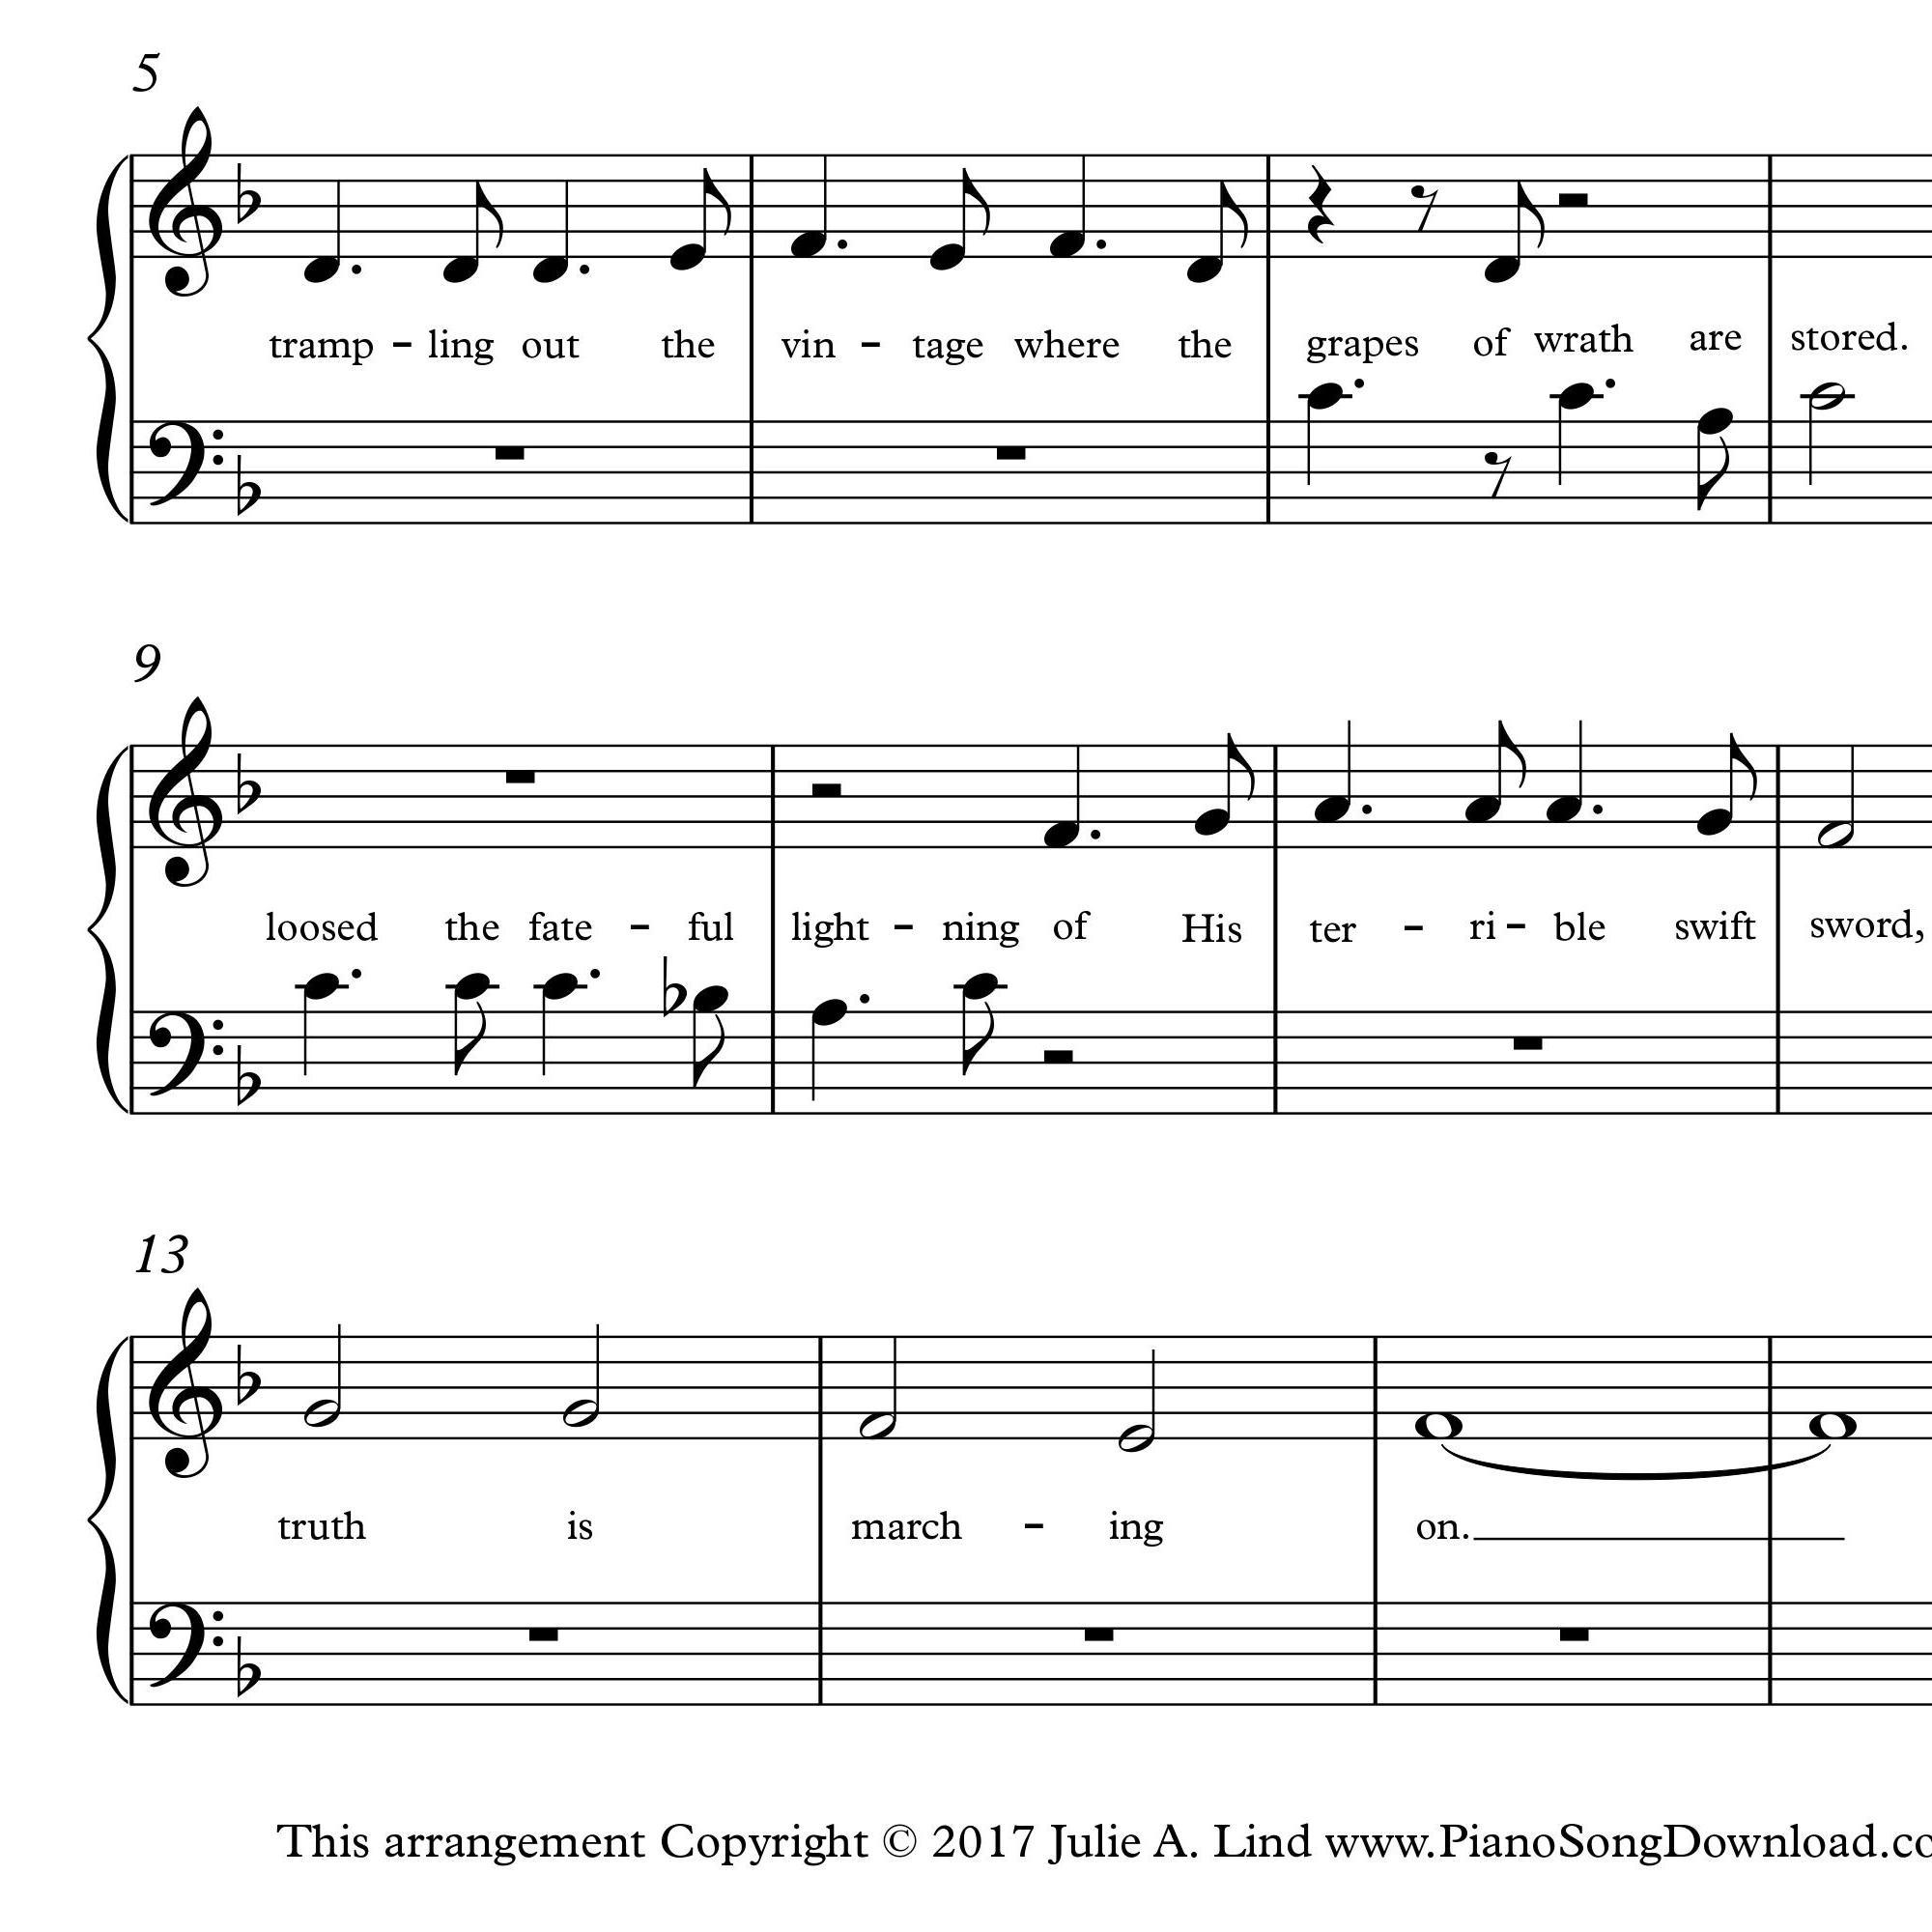 5
tramp - ling out the vin - tage where the grapes of wrath are stored.
9
loosed the fate - ful light - ning of His ter - ri - ble swift sword,
13
truth is march - ing on.
This arrangement Copyright © 2017 Julie A. Lind www.PianoSongDownload.co